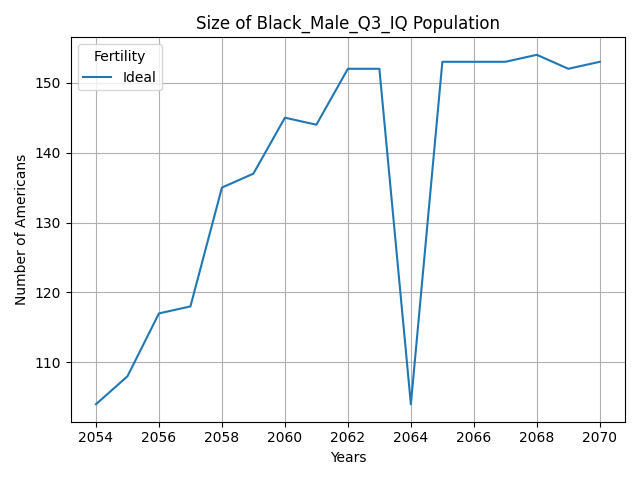 Size of Black_Male_Q3_IQ Population
Fertility
Ideal
150
140
130
120
110
Number of Americans
2054 2056 2058 2060 2062 2064 2066 2068 2070
Years